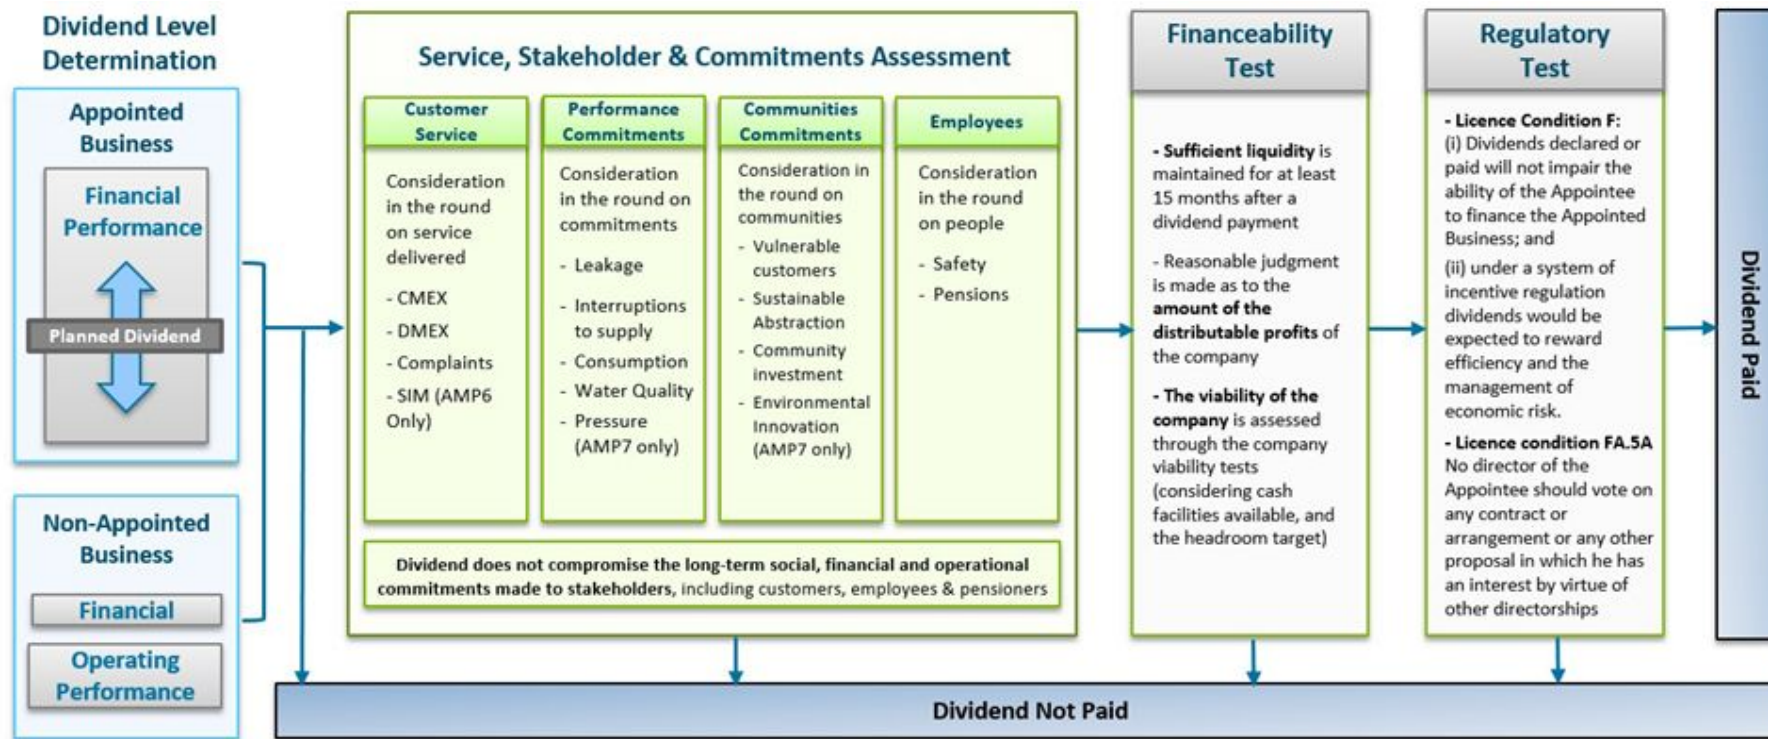 Dividend Level
Determination
Appointed
Business
Financial
Performance
Planned Dividend
Non-Appointed
Business
Financial
Operating
Performance
Service, Stakeholder & Commitments Assessment
Customer
Service
Consideration
in the round
on service
delivered
- CMEX
- DMEX
- Complaints
- SIM (AMP6
Only)
Performance
Commitments
Consideration
in the round on
commitments
- Leakage
- Interruptions
to supply
- Consumption
- Water Quality
- Pressure
(AMP7 only)
Communities
Commitments
Consideration in
the round on
communities
- Vulnerable
customers
- Sustainable
Abstraction
- Community
investment
- Environmental
Innovation
(AMP7 only)
Employees
Consideration
in the round
on people
- Safety
- Pensions
Dividend does not compromise the long-term social, financial and operational
commitments made to stakeholders, including customers, employees & pensioners
Financeability
Test
- Sufficient liquidity is
maintained for at least
15 months after a
dividend payment
- Reasonable judgment
is made as to the
amount of the
distributable profits of
the company
- The viability of the
company is assessed
through the company
viability tests
(considering cash
facilities available, and
the headroom target)
Regulatory
Test
- Licence Condition F:
(i) Dividends declared or
paid will not impair the
ability of the Appointee
to finance the Appointed
Business; and
(ii) under a system of
incentive regulation
dividends would be
expected to reward
efficiency and the
management of
economic risk.
- Licence condition FA.5A
No director of the
Appointee should vote on
any contract or
arrangement or any other
proposal in which he has
an interest by virtue of
other directorships
Dividend Paid
Dividend Not Paid